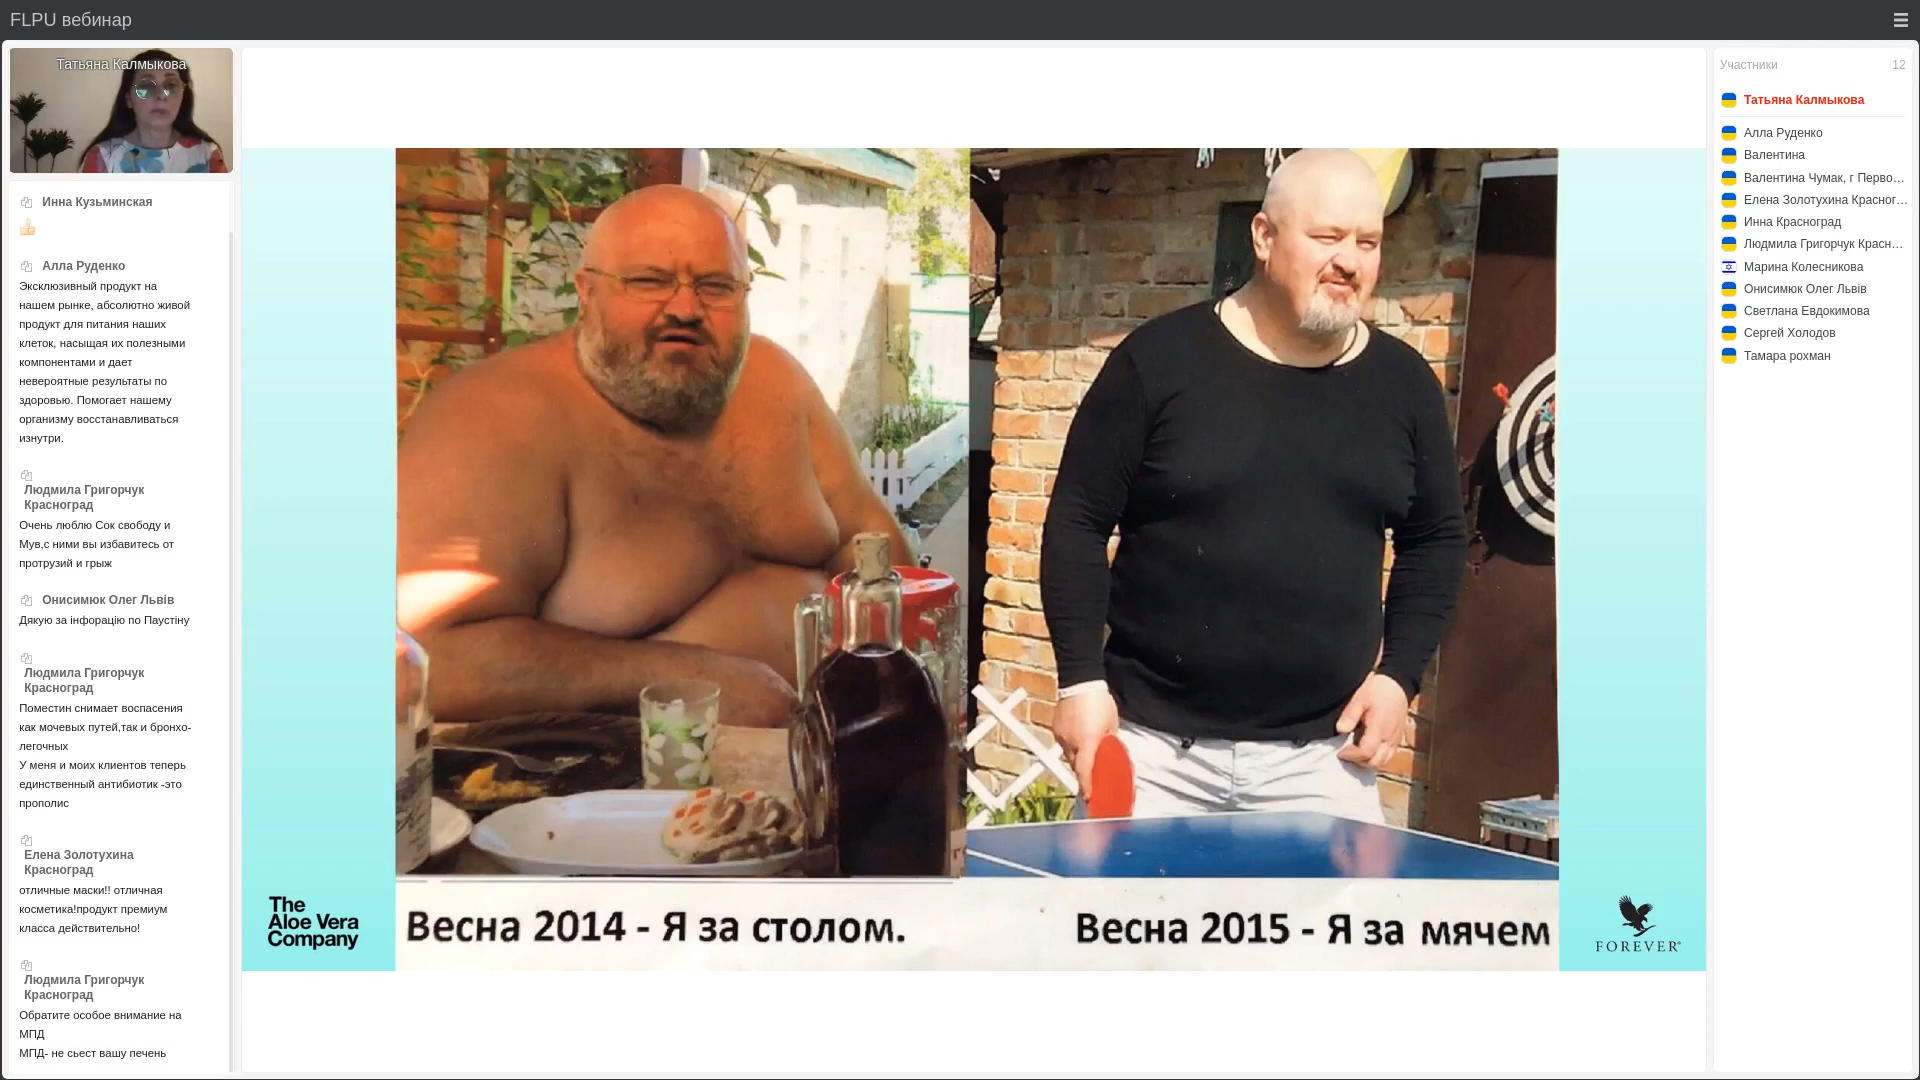 FLPU вебинар
Татьяна Калмыкова
Инна Кузьминская
Алла Руденко
Эксклюзивный продукт на
нашем рынке, абсолютно живой
продукт для питания наших
клеток, насыщая их полезными
компонентами и дает
невероятные результаты по
здоровью. Помогает нашему
организму восстанавливаться
изнутри.
Людмила Григорчук
Красноград
Очень люблю Сок свободу и
Мув,с ними вы избавитесь от
протрузий и грыж
Онисимюк Олег Львів
Дякую за інфорацію по Паустіну
Людмила Григорчук
Красноград
Поместин снимает воспасения
как мочевых путей,так и бронхо-
легочных
У меня и моих клиентов теперь
единственный антибиотик -это
прополис
Елена Золотухина
Красноград
отличные маски!! отличная
косметика!продукт премиум
класса действительно!
Людмила Григорчук
Красноград
Обратите особое внимание на
МПД
МПД- не сьест вашу печень
The
Aloe Vera
Company
Весна 2014 - Я за столом.
Весна 2015 - Я за мячем
FOREVER
Участники 12
Татьяна Калмыкова
Алла Руденко
Валентина
Валентина Чумак, г Перво...
Елена Золотухина Красног...
Инна Красноград
Людмила Григорчук Красн...
Марина Колесникова
Онисимюк Олег Львів
Светлана Евдокимова
Сергей Холодов
Тамара рохман